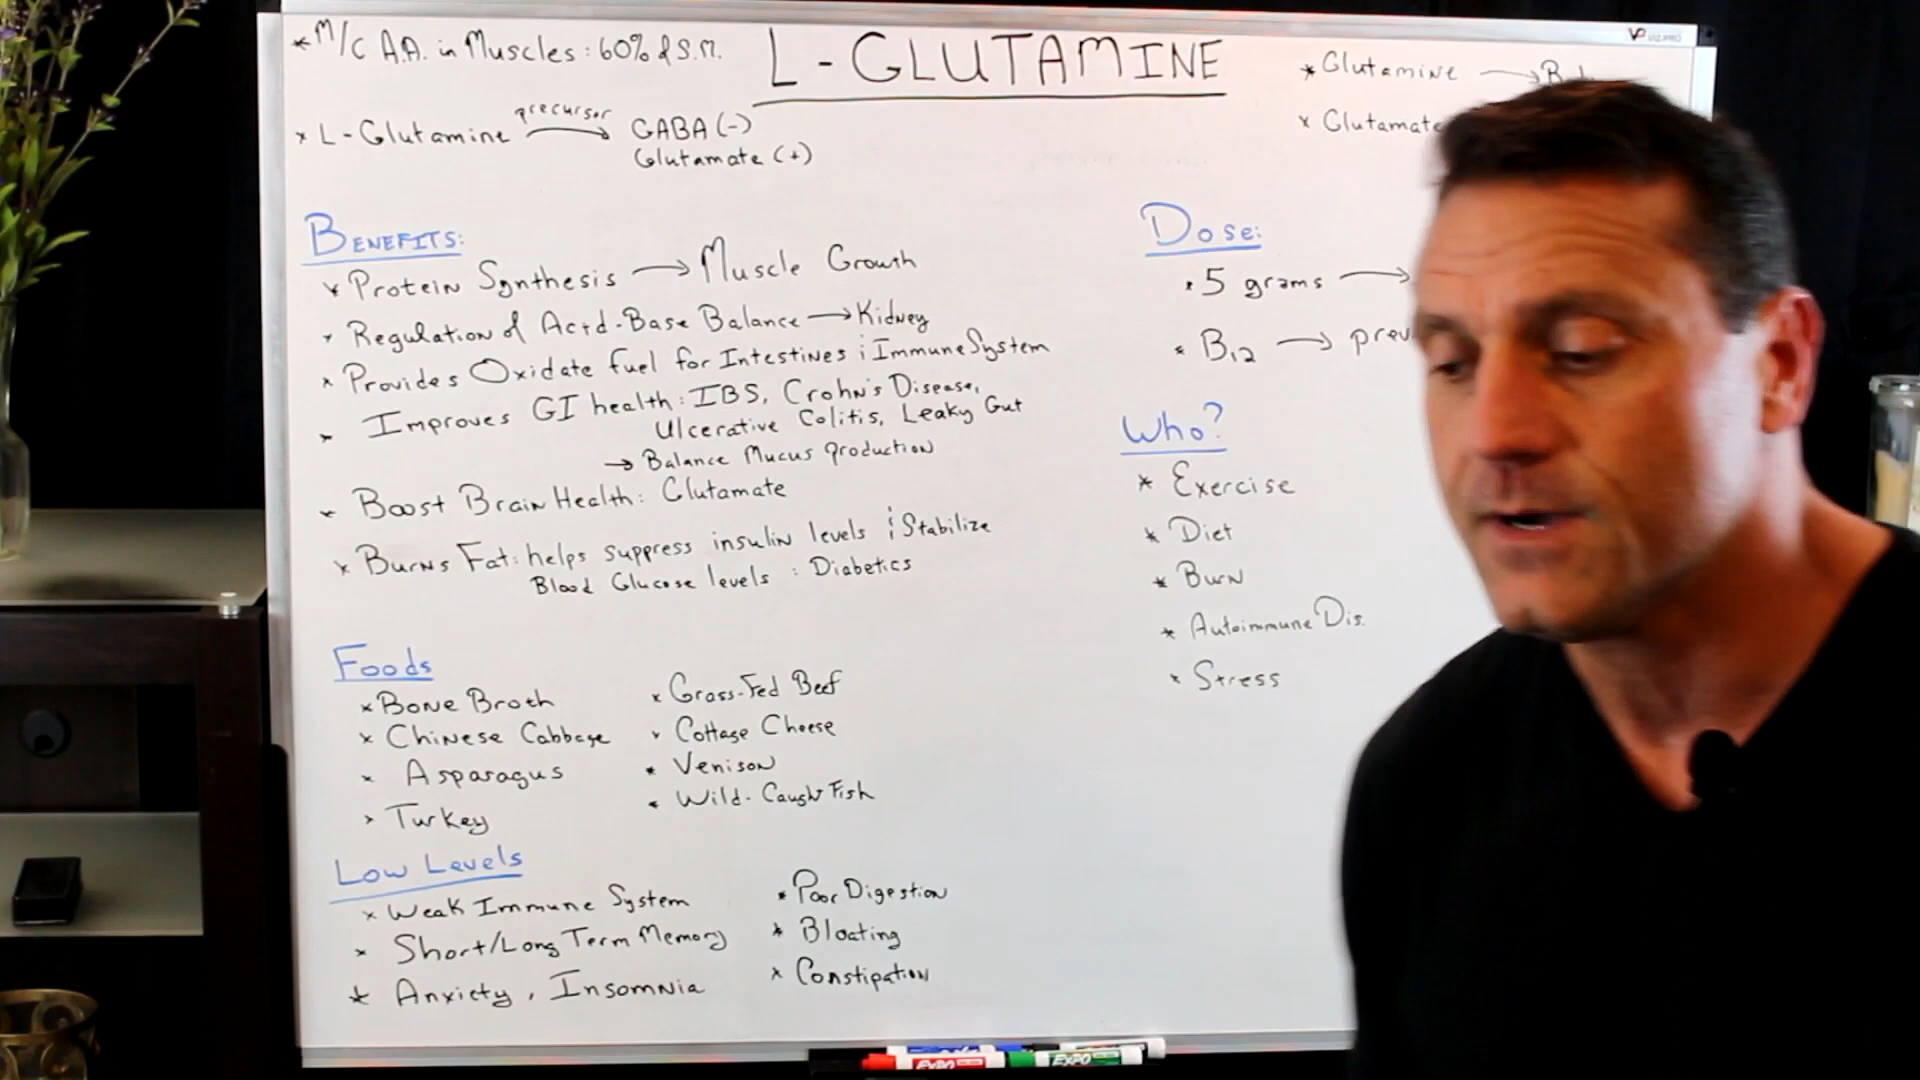 L-GLUTAMINE
* M/C A.A. in Muscles: 60% of S.M.
* L-Glutamine precursor → GABA (-)
Glutamate (+)
* Glutamine →
* Glutamate
VIZ-PRO
BENEFITS:
* Protein Synthesis → Muscle Growth
* Regulation of Acid-Base Balance → Kidney
* Provides Oxidate fuel for Intestines & Immune System
* Improves GI health: IBS, Crohn's Disease,
Ulcerative Colitis, Leaky Gut
→ Balance Mucus production
* Boost Brain Health: Glutamate
* Burns Fat: helps suppress insulin levels & Stabilize
Blood Glucose levels : Diabetics
Foods
* Bone Broth
* Chinese Cabbage
* Asparagus
* Turkey
* Grass-Fed Beef
* Cottage Cheese
* Venison
* Wild-Caught Fish
Low Levels
* Weak Immune System
* Short/Long Term Memory
* Anxiety, Insomnia
* Poor Digestion
* Bloating
* Constipation
Dose:
* 5 grams →
* B12 → prev
Who?
* Exercise
* Diet
* Burn
* Autoimmune Dis.
* Stress
EXPO
EXPO